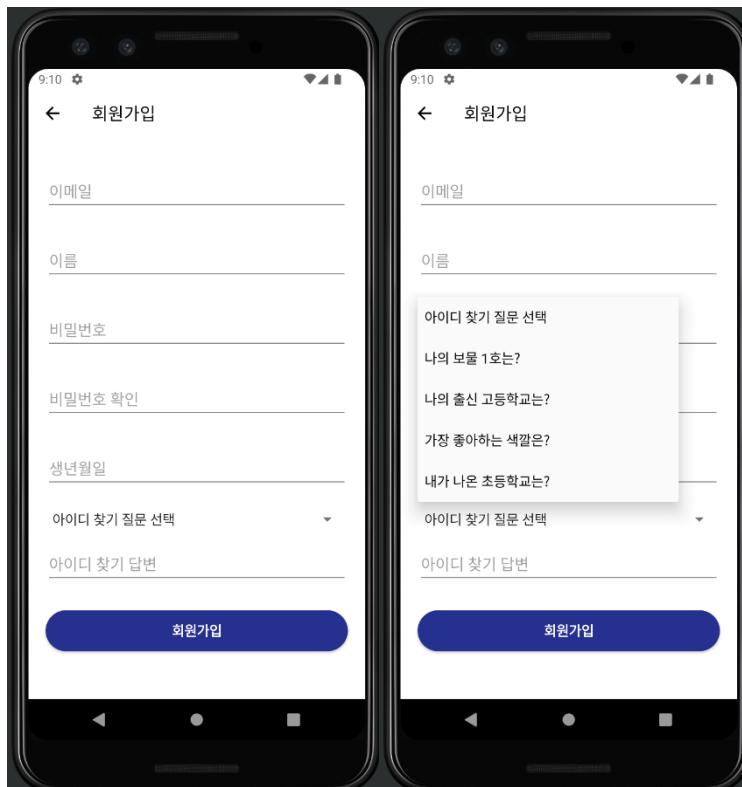 9:10
회원가입
이메일
이름
비밀번호
비밀번호 확인
생년월일
아이디 찾기 질문 선택
아이디 찾기 답변
회원가입
9:10
회원가입
이메일
이름
아이디 찾기 질문 선택
나의 보물 1호는?
나의 출신 고등학교는?
가장 좋아하는 색깔은?
내가 나온 초등학교는?
아이디 찾기 질문 선택
아이디 찾기 답변
회원가입